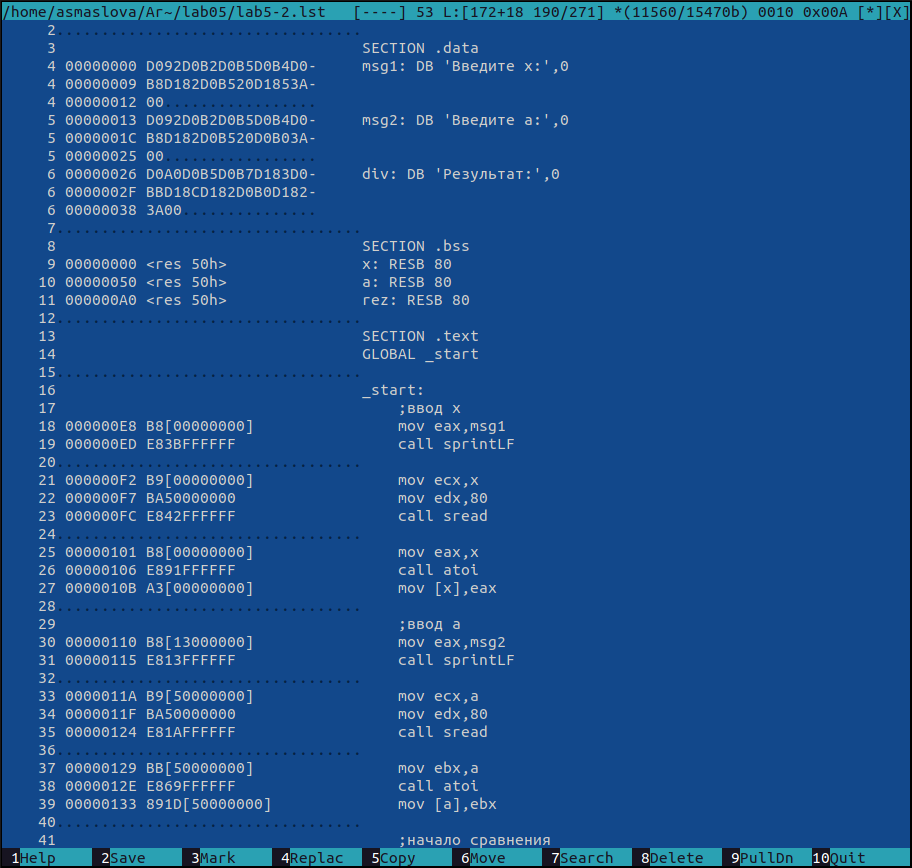 /home/asmaslova/Ar~/lab05/lab5-2.lst [----] 53 L:[172+18 190/271] *(11560/15470b) 0010 0x00A [*][X]
2..................................
3 SECTION .data
4 00000000 D092D0B2D0B5D0B4D0- msg1: DB 'Введите x:',0
4 00000009 B8D182D0B520D1853A-
4 00000012 00.................
5 00000013 D092D0B2D0B5D0B4D0- msg2: DB 'Введите а:',0
5 0000001C B8D182D0B520D0B03A-
5 00000025 00.................
6 00000026 D0A0D0B5D0B7D183D0- div: DB 'Результат:',0
6 0000002F BBD18CD182D0B0D182-
6 00000038 3A00...............
7..................................
8 SECTION .bss
9 00000000 <res 50h> x: RESB 80
10 00000050 <res 50h> a: RESB 80
11 000000A0 <res 50h> rez: RESB 80
12..................................
13 SECTION .text
14 GLOBAL _start
15..................................
16 _start:
17 ;ввод x
18 000000E8 B8[00000000] mov eax,msg1
19 000000ED E83BFFFFFF call sprintLF
20..................................
21 000000F2 B9[00000000] mov ecx,x
22 000000F7 BA50000000 mov edx,80
23 000000FC E842FFFFFF call sread
24..................................
25 00000101 B8[00000000] mov eax,x
26 00000106 E891FFFFFF call atoi
27 0000010B A3[00000000] mov [x],eax
28..................................
29 ;ввод а
30 00000110 B8[13000000] mov eax,msg2
31 00000115 E813FFFFFF call sprintLF
32..................................
33 0000011A B9[50000000] mov ecx,a
34 0000011F BA50000000 mov edx,80
35 00000124 E81AFFFFFF call sread
36..................................
37 00000129 BB[50000000] mov ebx,a
38 0000012E E869FFFFFF call atoi
39 00000133 891D[50000000] mov [a],ebx
40..................................
41 ;начало сравнения
1Help 2Save 3Mark 4Replac 5Copy 6Move 7Search 8Delete 9PullDn 10Quit